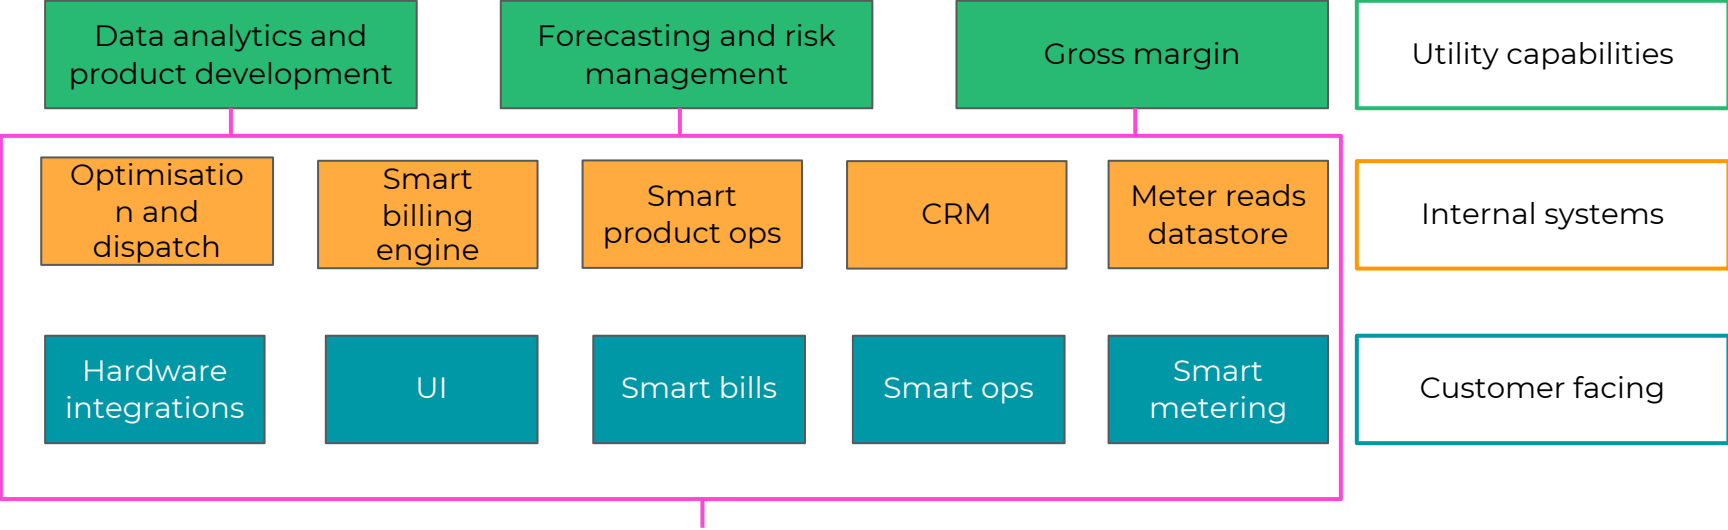 Data analytics and
product development
Forecasting and risk
management
Gross margin
Utility capabilities
Optimisatio
n and
dispatch
Smart
billing
engine
Smart
product ops
CRM
Meter reads
datastore
Internal systems
Hardware
integrations
UI
Smart bills
Smart ops
Smart
metering
Customer facing